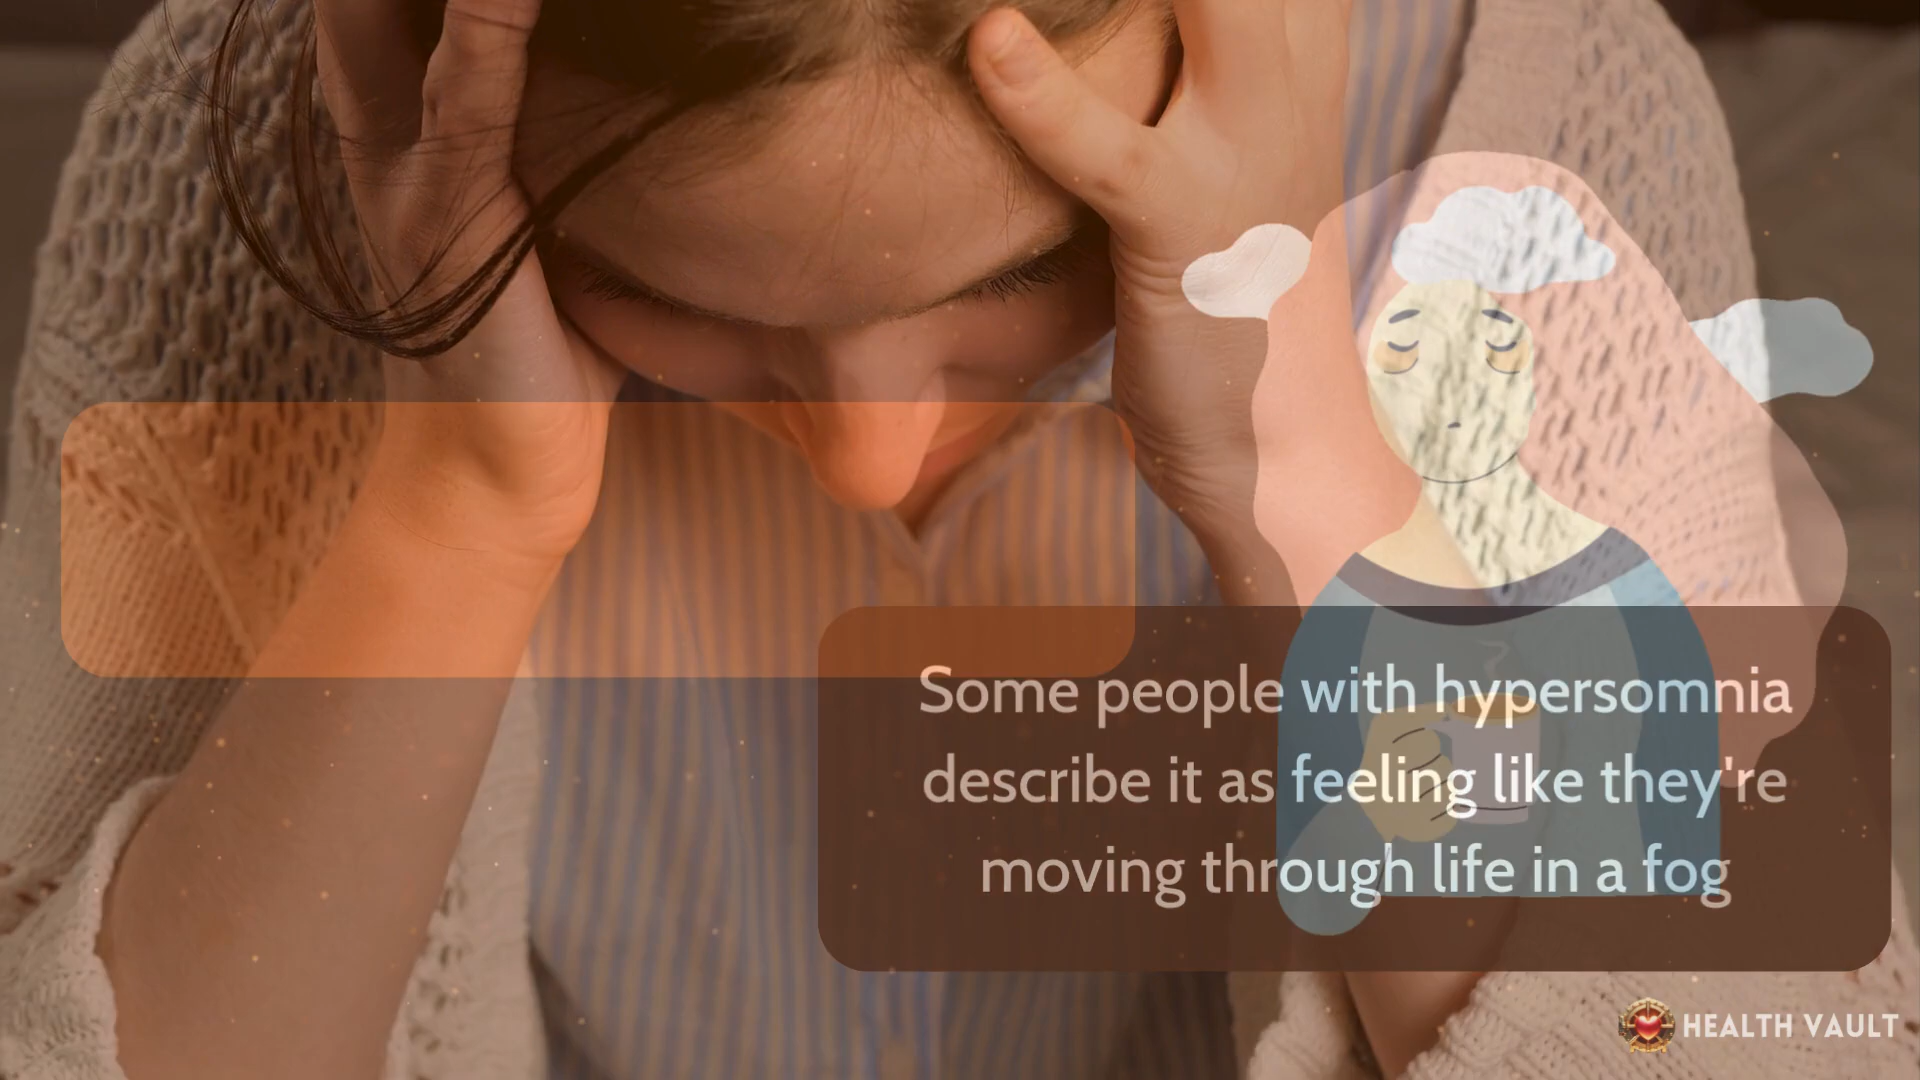 Some people with hypersomnia
describe it as feeling like they're
moving through life in a fog
HEALTH VAULT